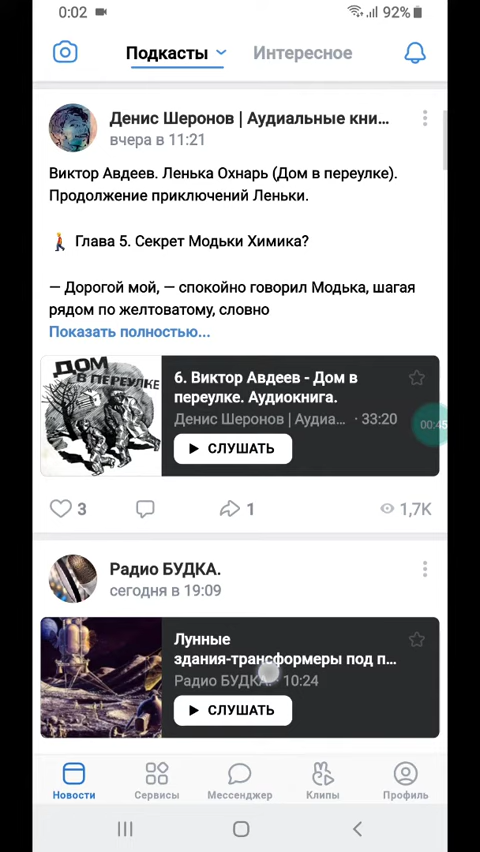 0:02
92%
Подкасты
Интересное
Денис Шеронов | Аудиальные кни...
вчера в 11:21
Виктор Авдеев. Ленька Охнарь (Дом в переулке).
Продолжение приключений Леньки.
Глава 5. Секрет Модьки Химика?
— Дорогой мой, — спокойно говорил Модька, шагая
рядом по желтоватому, словно
Показать полностью...
ДОМ
В ПЕРЕУЛКЕ
6. Виктор Авдеев - Дом в
переулке. Аудиокнига.
Денис Шеронов | Аудиа... · 33:20
СЛУШАТЬ
00:45
3
1
1,7K
Радио БУДКА.
сегодня в 19:09
Лунные
здания-трансформеры под п...
Радио БУДКА. · 10:24
СЛУШАТЬ
Новости
Сервисы
Мессенджер
Клипы
Профиль